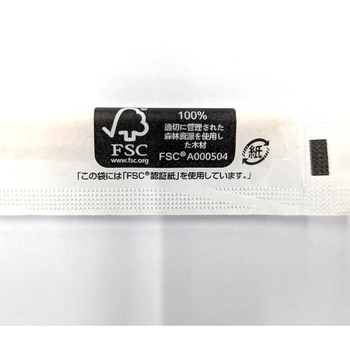 FSC
www.fsc.org
100%
適切に管理された
森林資源を使用し
た木材
FSC® A000504
紙
「この袋には「FSC®認証紙」を使用しています。」